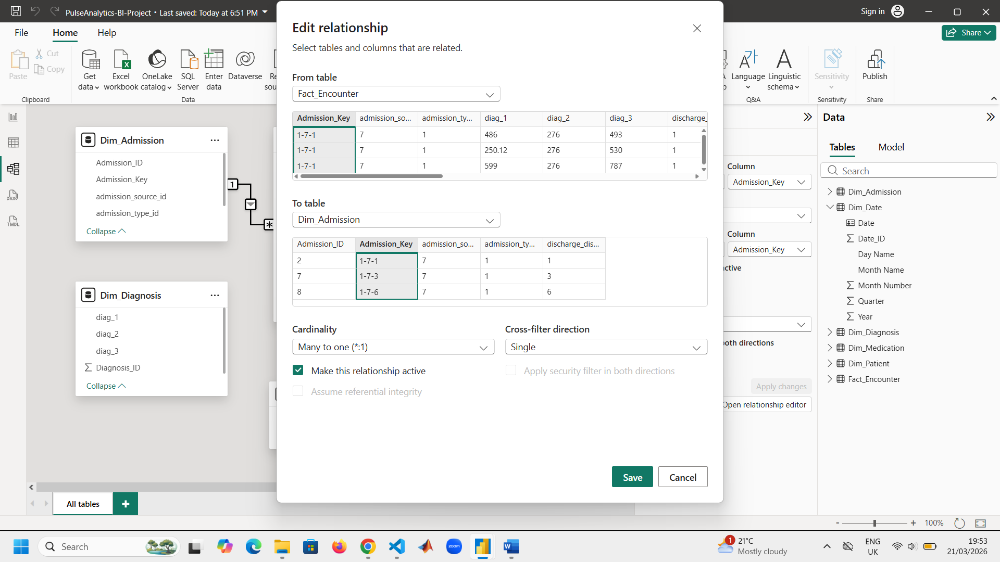 PulseAnalytics-BI-Project • Last saved: Today at 6:51 PM
Sign in
File
Home
Help
Share
Paste
Cut
Copy
Clipboard
Get data
Excel workbook
OneLake catalog
SQL Server
Enter data
Dataverse
Re
sou
Data
Language
Linguistic schema
Q&A
Sensitivity
Sensitivity
Publish
Share
Edit relationship
Select tables and columns that are related.
From table
Fact_Encounter
Admission_Key admission_so... admission_ty... diag_1 diag_2 diag_3 discharge_
1-7-1 7 1 486 276 493 1
1-7-1 7 1 250.12 276 530 1
1-7-1 7 1 599 276 787 1
To table
Dim_Admission
Admission_ID Admission_Key admission_so... admission_ty... discharge_dis...
2 1-7-1 7 1 1
7 1-7-3 7 1 3
8 1-7-6 7 1 6
Cardinality
Many to one (*:1)
Cross-filter direction
Single
Make this relationship active
Apply security filter in both directions
Assume referential integrity
Save
Cancel
Dim_Admission
Admission_ID
Admission_Key
admission_source_id
admission_type_id
Collapse
1
*
Dim_Diagnosis
diag_1
diag_2
diag_3
Diagnosis_ID
Collapse
Column
Admission_Key
Column
Admission_Key
ctive
both directions
Apply changes
Open relationship editor
Data
Tables
Model
Search
Dim_Admission
Dim_Date
Date
Date_ID
Day Name
Month Name
Month Number
Quarter
Year
Dim_Diagnosis
Dim_Medication
Dim_Patient
Fact_Encounter
DAX
TMDL
All tables
+
- + 100%
Search
zoom
1
21°C
Mostly cloudy
ENG
UK
19:53
21/03/2026